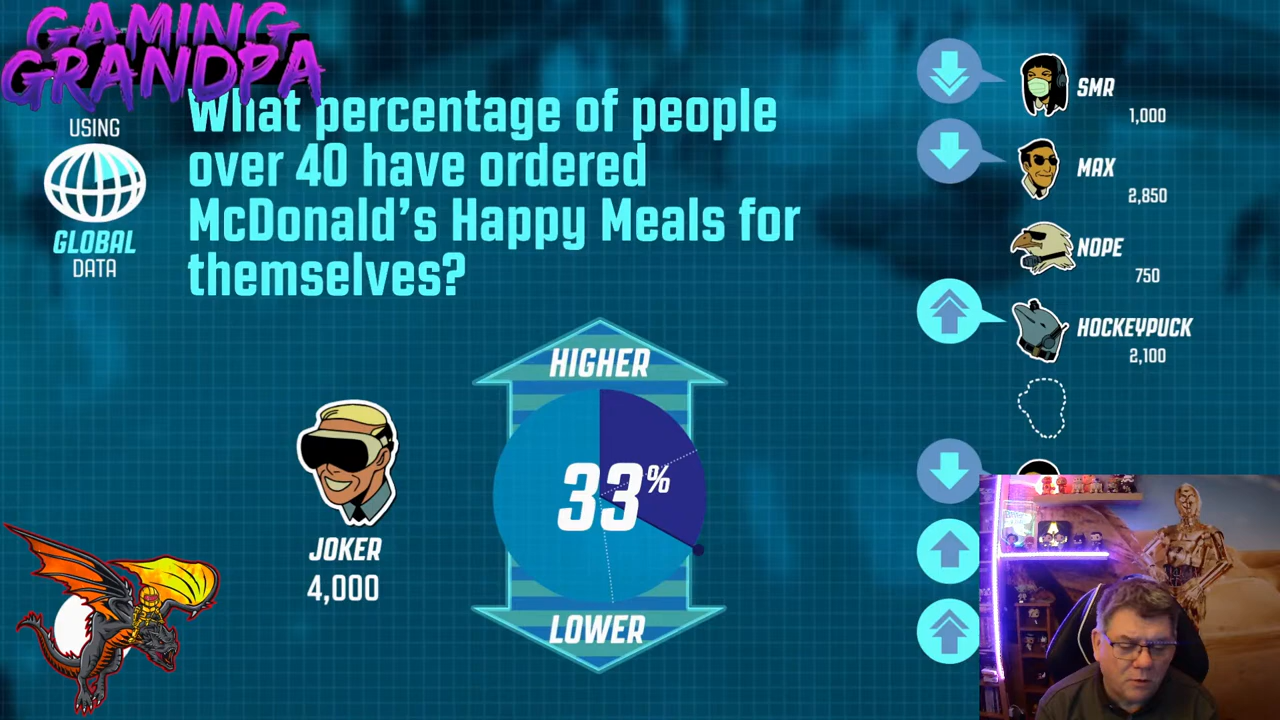 GAMING
GRANDPA
USING
GLOBAL
DATA
What percentage of people
over 40 have ordered
McDonald's Happy Meals for
themselves?
HIGHER
33%
LOWER
JOKER
4,000
SMR
1,000
MAX
2,850
NOPE
750
HOCKEYPUCK
2,100